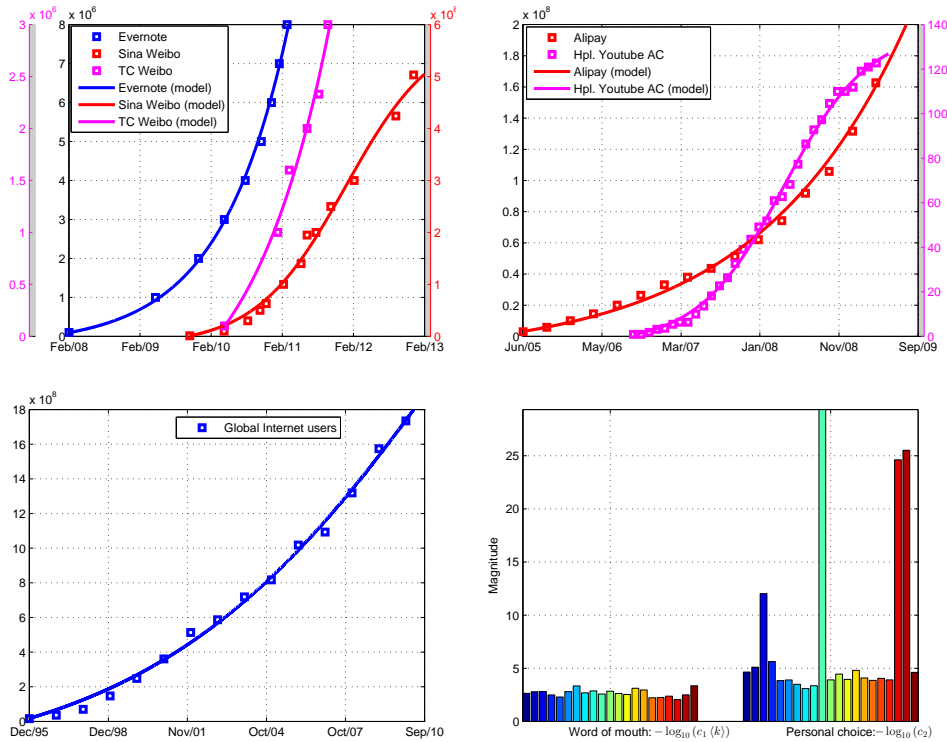 x 10^6
x 10^6
x 10^6
3
2.5
2
1.5
1
0.5
0
8
7
6
5
4
3
2
1
0
6
5
4
3
2
1
0
Evernote
Sina Weibo
TC Weibo
Evernote (model)
Sina Weibo (model)
TC Weibo (model)
Feb/08 Feb/09 Feb/10 Feb/11 Feb/12 Feb/13
x 10^8
2
1.8
1.6
1.4
1.2
1
0.8
0.6
0.4
0.2
0
140
120
100
80
60
40
20
0
Alipay
Hpl. Youtube AC
Alipay (model)
Hpl. Youtube AC (model)
Jun/05 May/06 Mar/07 Jan/08 Nov/08 Sep/09
x 10^8
18
16
14
12
10
8
6
4
2
0
Global Internet users
Dec/95 Dec/98 Nov/01 Oct/04 Oct/07 Sep/10
Magnitude
25
20
15
10
5
0
Word of mouth: −log₁₀ (c₁ ⟨k⟩) Personal choice:−log₁₀ (c₂)